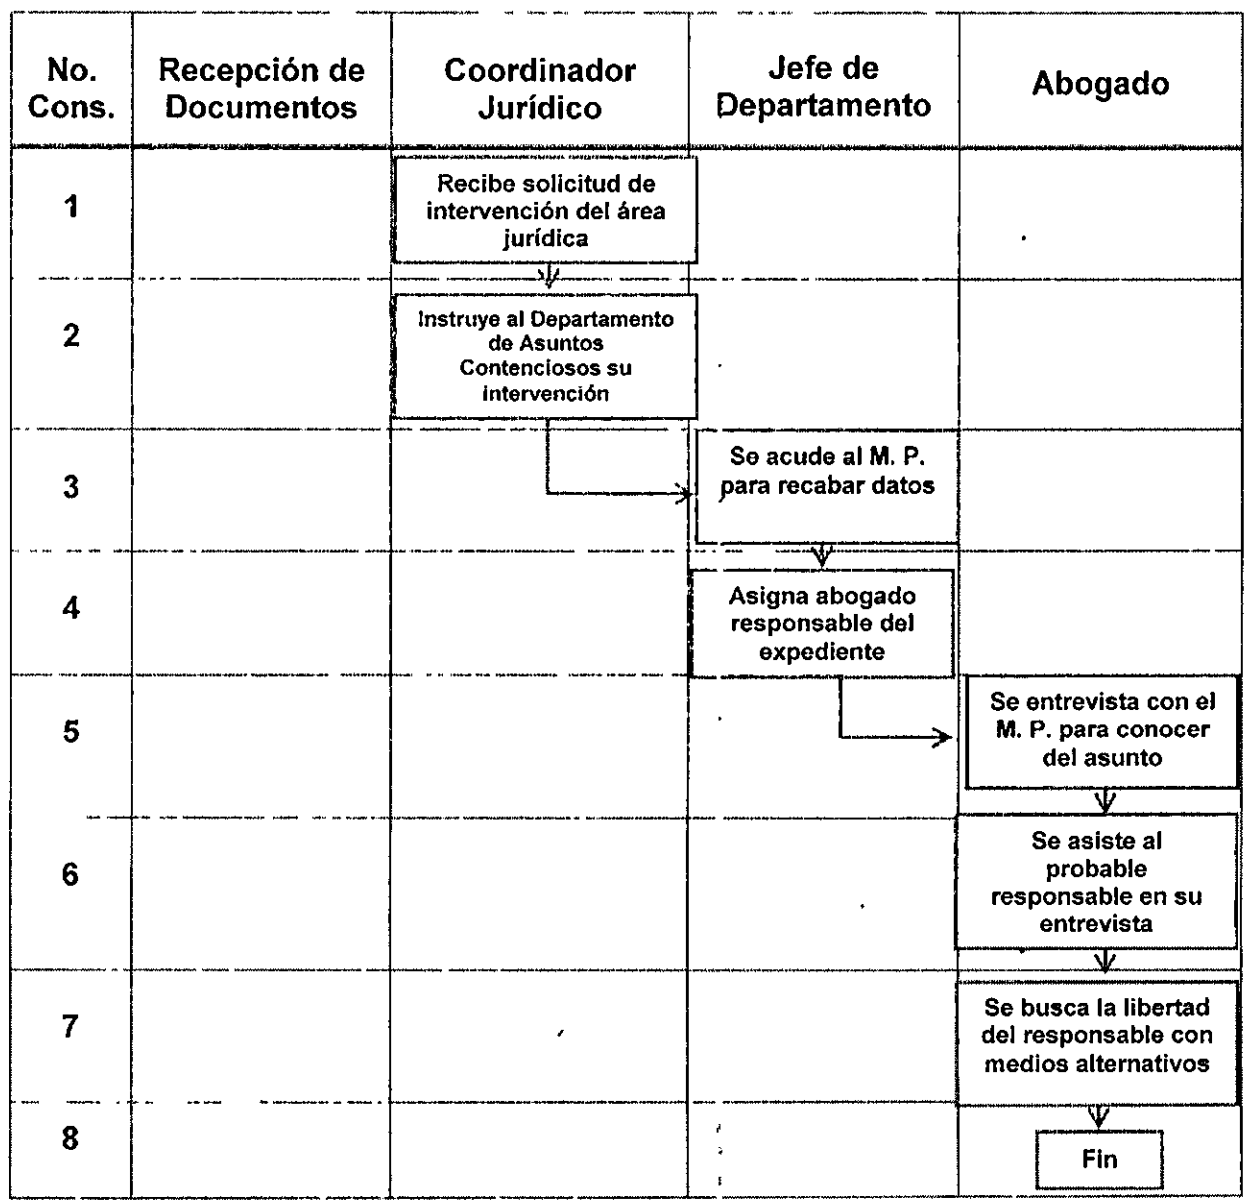 No.
Cons.
Recepción de
Documentos
Coordinador
Jurídico
Jefe de
Departamento
Abogado
1
Recibe solicitud de
intervención del área
jurídica
2
Instruye al Departamento
de Asuntos
Contenciosos su
intervención
3
Se acude al M. P.
para recabar datos
4
Asigna abogado
responsable del
expediente
5
Se entrevista con el
M. P. para conocer
del asunto
6
Se asiste al
probable
responsable en su
entrevista
7
Se busca la libertad
del responsable con
medios alternativos
8
Fin